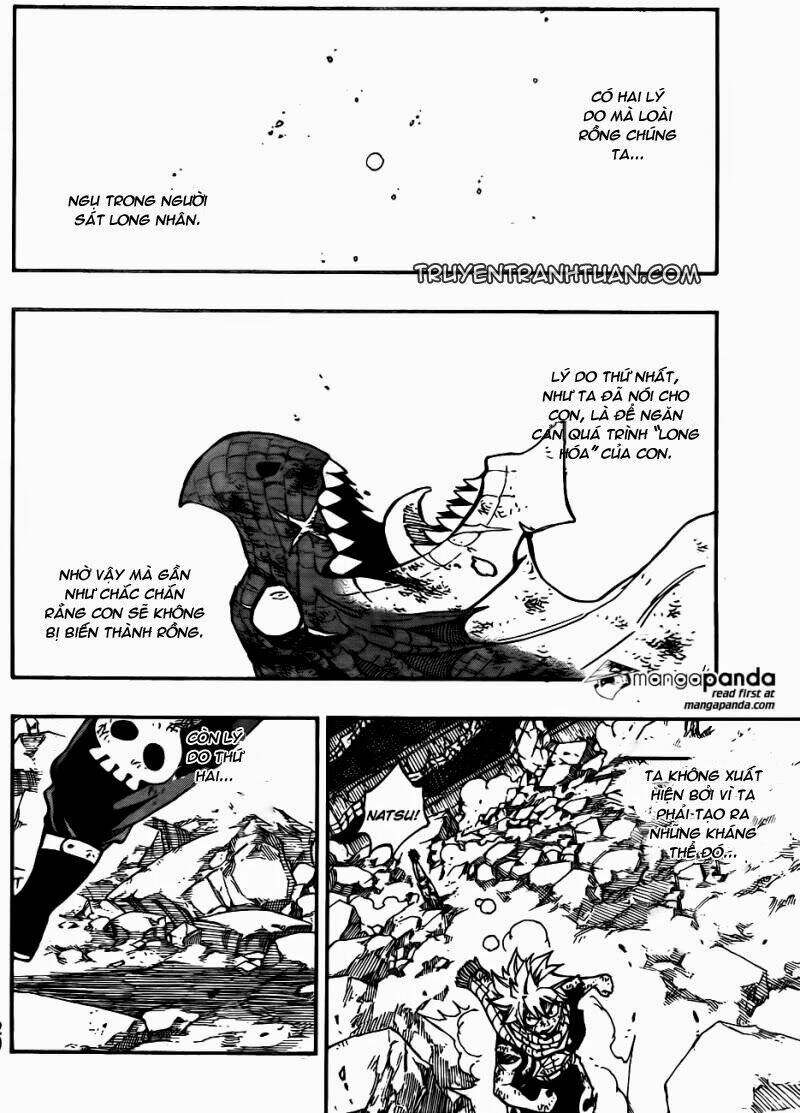 CÓ HAI LÝ
DO MÀ LOÀI
RỒNG CHÚNG
TA...
NGỤ TRONG NGƯỜI
SÁT LONG NHÂN.
TRUYENTRANHTUAN.COM
LÝ DO THỨ NHẤT,
NHƯ TA ĐÃ NÓI CHO
CON, LÀ ĐỂ NGĂN
CẢN QUÁ TRÌNH "LONG
HÓA" CỦA CON.
NHỜ VẬY MÀ GẦN
NHƯ CHẮC CHẮN
RẰNG CON SẼ KHÔNG
BỊ BIẾN THÀNH RỒNG.
mangapanda
read first at
mangapanda.com
CÒN LÝ
DO THỨ
HAI...
NATSU!
TA KHÔNG XUẤT
HIỆN BỞI VÌ TA
PHẢI TẠO RA
NHỮNG KHÁNG
THỂ ĐÓ...